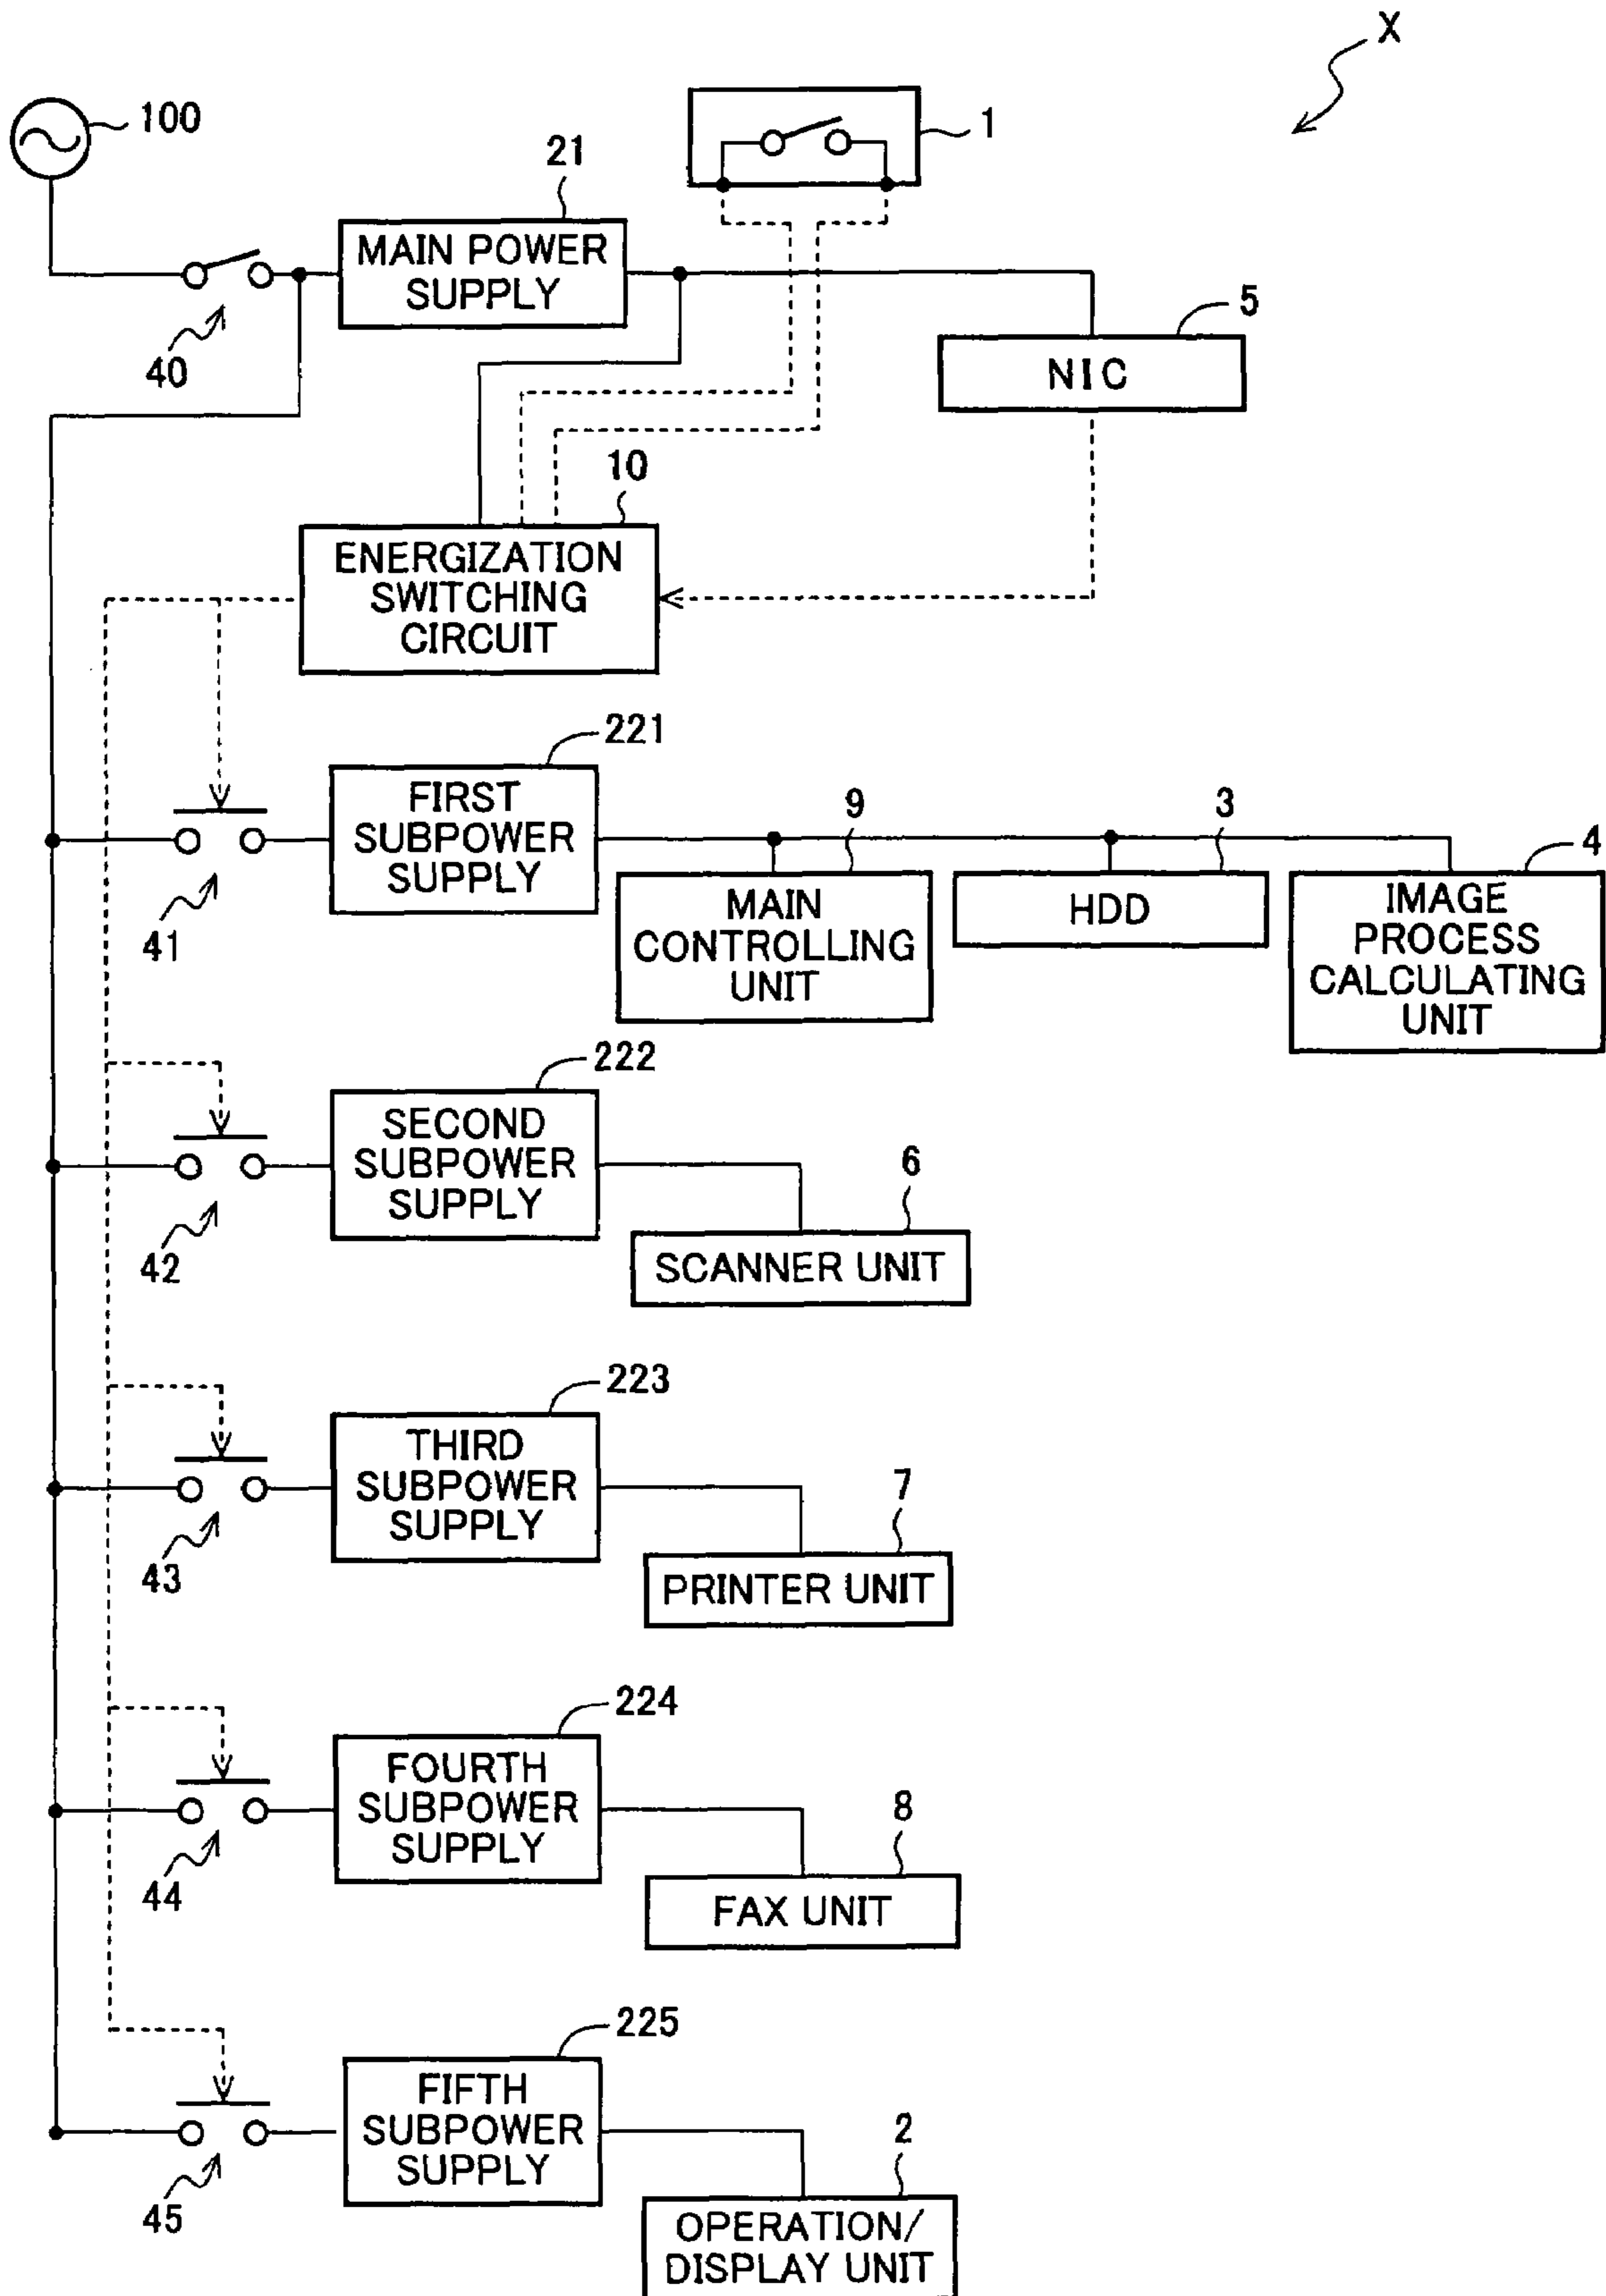 X
100
1
21
MAIN POWER
SUPPLY
40
5
NIC
10
ENERGIZATION
SWITCHING
CIRCUIT
221
FIRST
SUBPOWER
SUPPLY
41
9
MAIN
CONTROLLING
UNIT
3
HDD
4
IMAGE
PROCESS
CALCULATING
UNIT
222
SECOND
SUBPOWER
SUPPLY
42
6
SCANNER UNIT
223
THIRD
SUBPOWER
SUPPLY
43
7
PRINTER UNIT
224
FOURTH
SUBPOWER
SUPPLY
44
8
FAX UNIT
225
FIFTH
SUBPOWER
SUPPLY
45
2
OPERATION/
DISPLAY UNIT